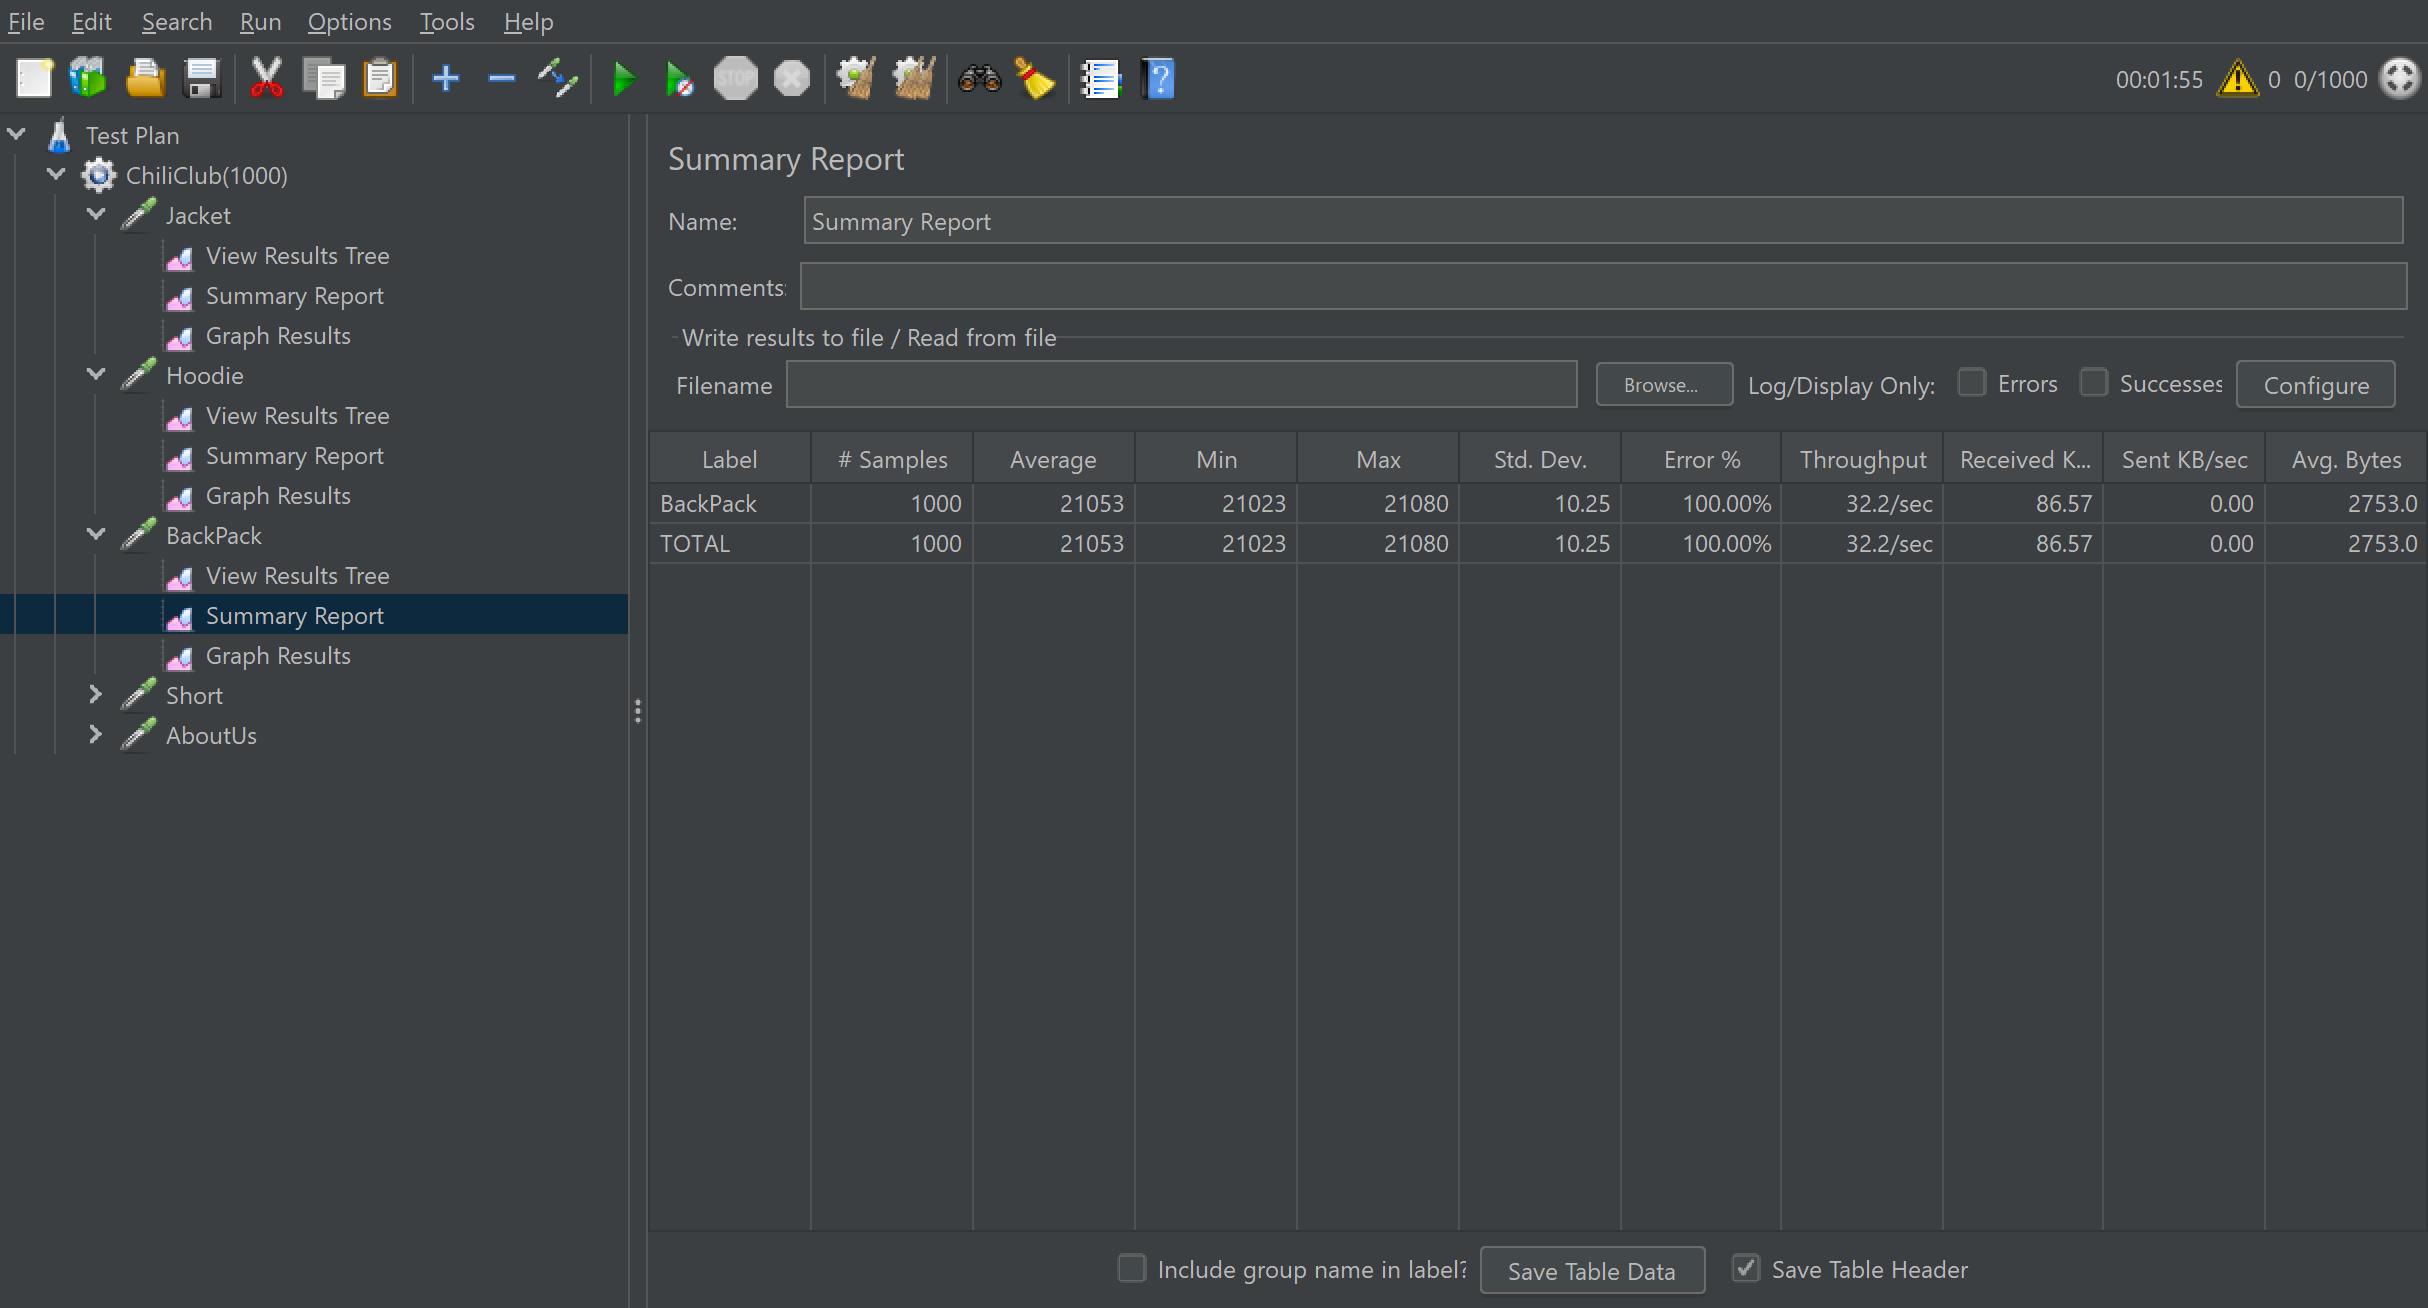 File Edit Search Run Options Tools Help
STOP
00:01:55 0 0/1000
Test Plan
ChiliClub(1000)
Jacket
View Results Tree
Summary Report
Graph Results
Hoodie
View Results Tree
Summary Report
Graph Results
BackPack
View Results Tree
Summary Report
Graph Results
Short
AboutUs
Summary Report
Name: Summary Report
Comments:
Write results to file / Read from file
Filename Browse... Log/Display Only: Errors Successes Configure
Label # Samples Average Min Max Std. Dev. Error % Throughput Received K... Sent KB/sec Avg. Bytes
BackPack 1000 21053 21023 21080 10.25 100.00% 32.2/sec 86.57 0.00 2753.0
TOTAL 1000 21053 21023 21080 10.25 100.00% 32.2/sec 86.57 0.00 2753.0
Include group name in label? Save Table Data Save Table Header